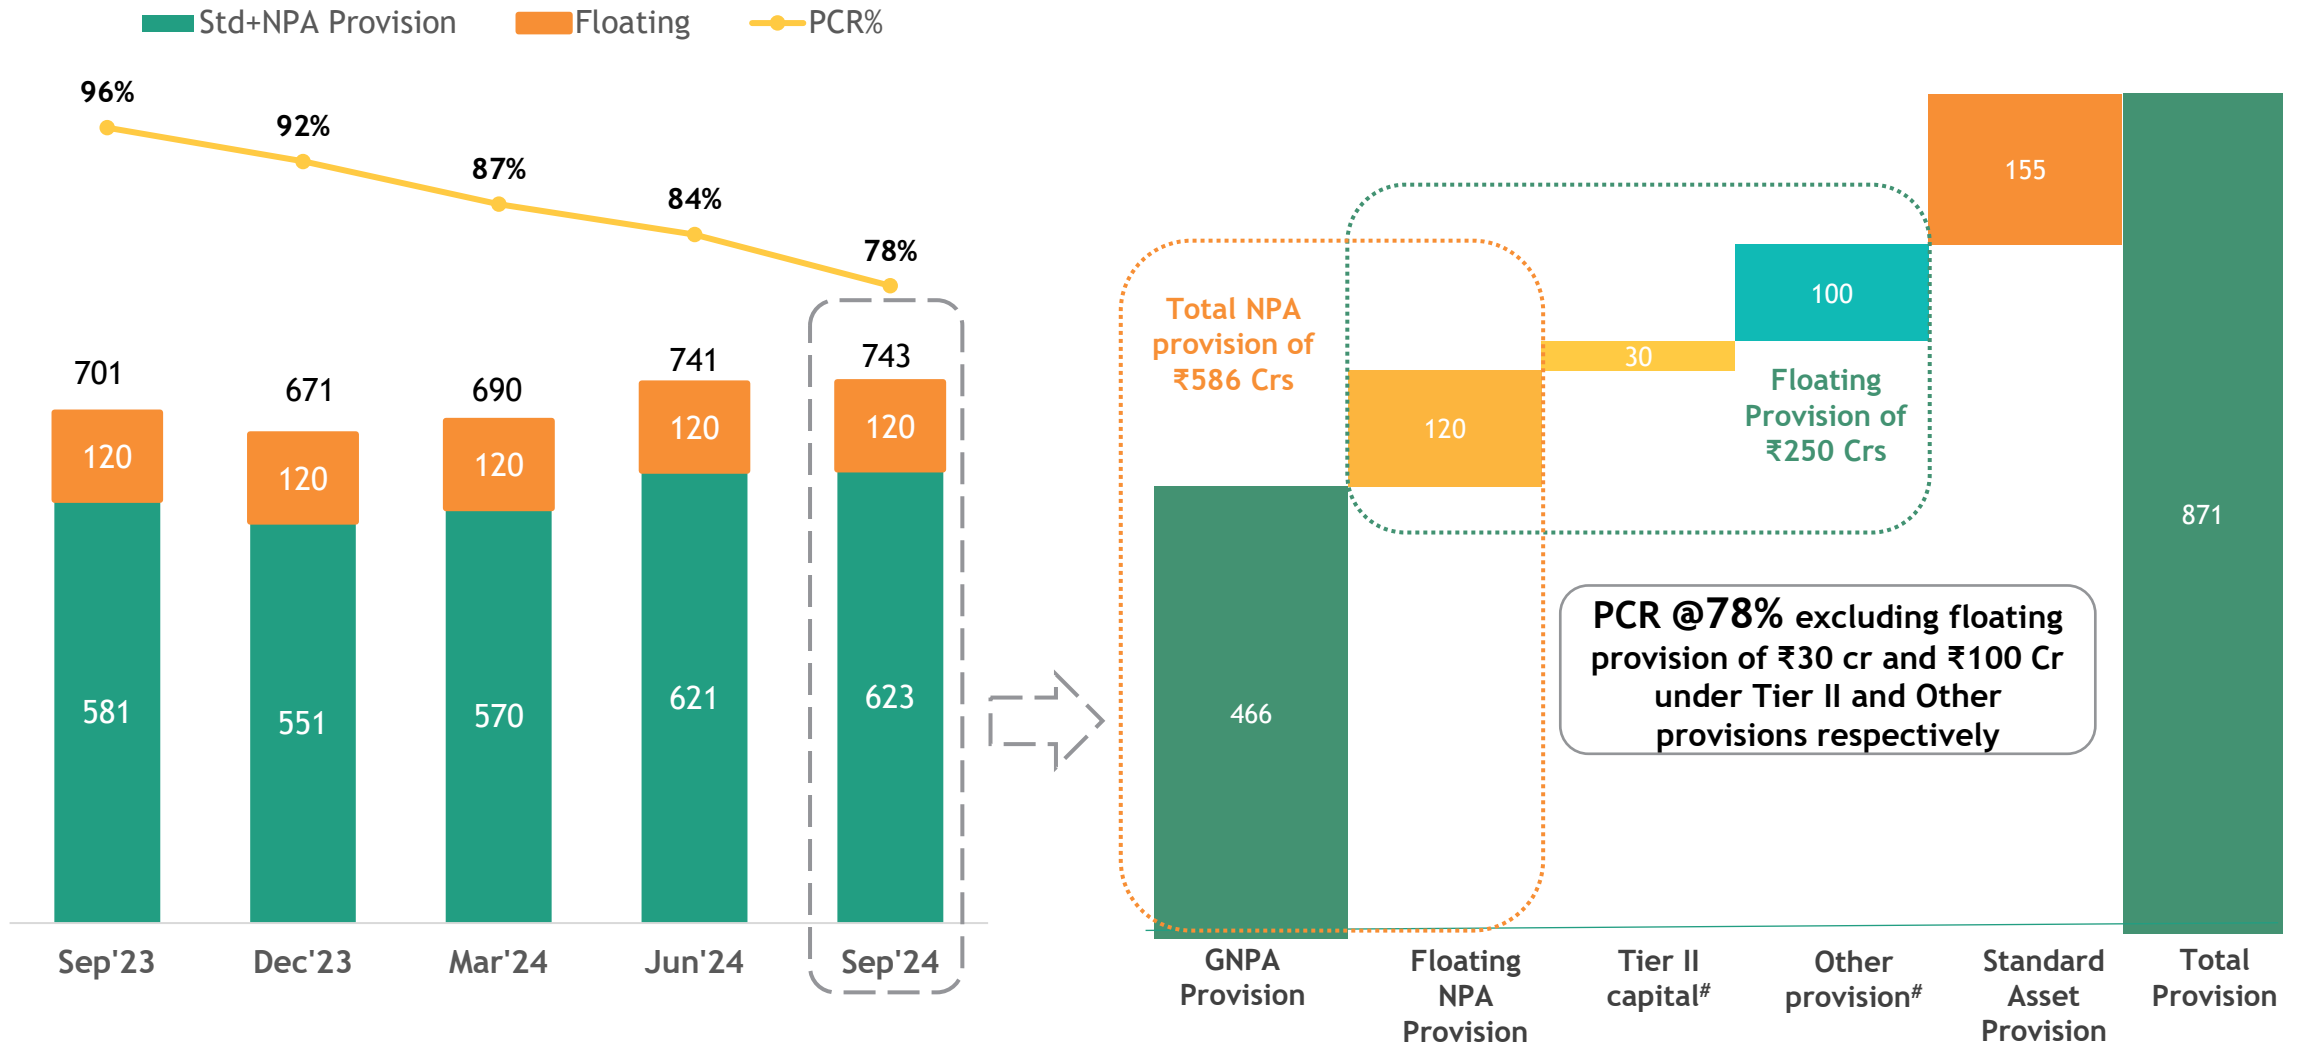 Std+NPA Provision
Floating
PCR%
96%
92%
87%
84%
78%
701
671
690
741
743
120
120
120
120
120
581
551
570
621
623
Sep'23
Dec'23
Mar'24
Jun'24
Sep'24
Total NPA
provision of
₹586 Crs
Floating
Provision of
₹250 Crs
466
120
30
100
155
871
PCR @78% excluding floating
provision of ₹30 cr and ₹100 Cr
under Tier II and Other
provisions respectively
GNPA
Provision
Floating
NPA
Provision
Tier II
capital#
Other
provision#
Standard
Asset
Provision
Total
Provision